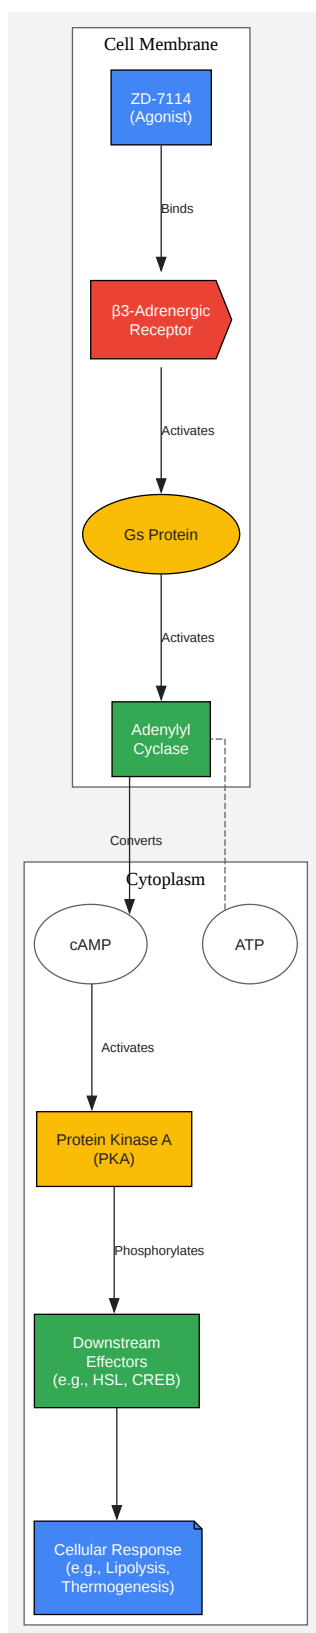 Cell Membrane
ZD-7114
(Agonist)
Binds
β3-Adrenergic
Receptor
Activates
Gs Protein
Activates
Adenylyl
Cyclase
Converts
Cytoplasm
cAMP
ATP
Activates
Protein Kinase A
(PKA)
Phosphorylates
Downstream
Effectors
(e.g., HSL, CREB)
Cellular Response
(e.g., Lipolysis,
Thermogenesis)